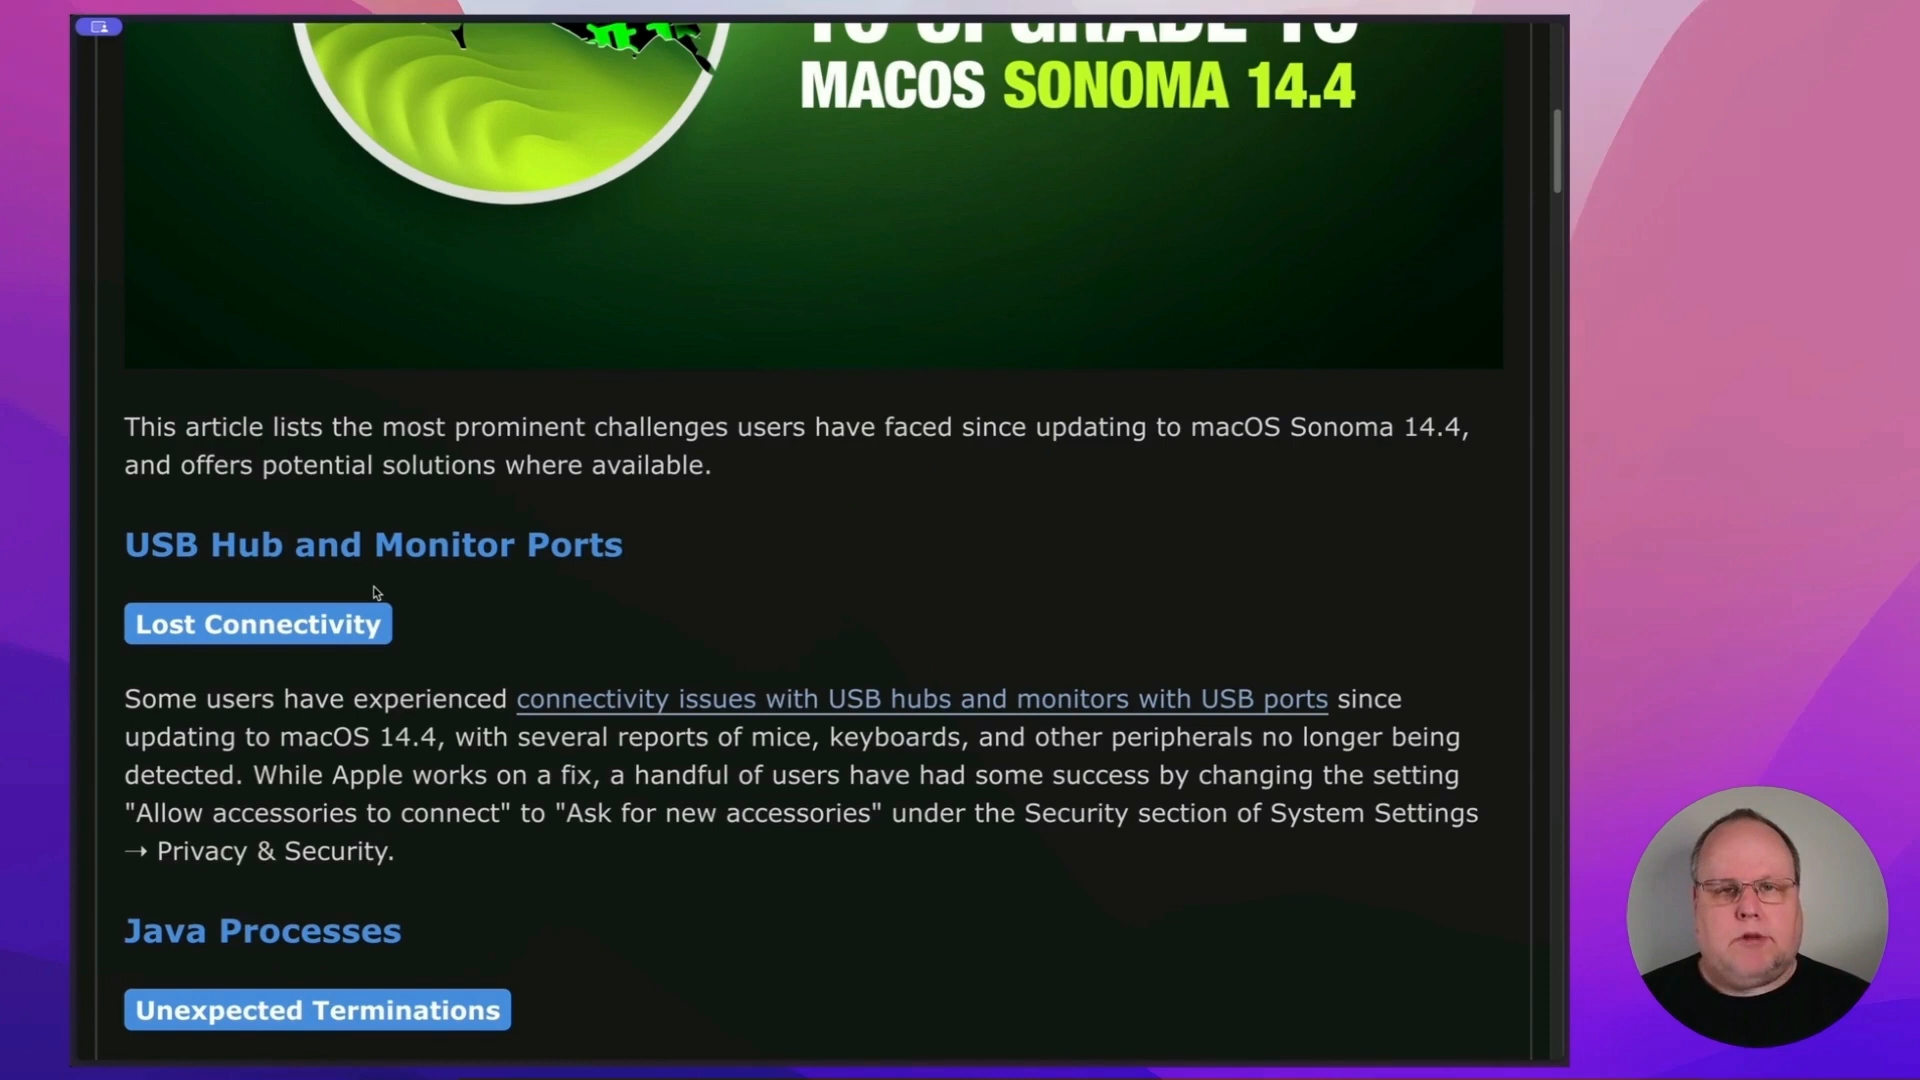 TO UPGRADE TO
MACOS SONOMA 14.4
This article lists the most prominent challenges users have faced since updating to macOS Sonoma 14.4,
and offers potential solutions where available.
USB Hub and Monitor Ports
Lost Connectivity
Some users have experienced connectivity issues with USB hubs and monitors with USB ports since
updating to macOS 14.4, with several reports of mice, keyboards, and other peripherals no longer being
detected. While Apple works on a fix, a handful of users have had some success by changing the setting
"Allow accessories to connect" to "Ask for new accessories" under the Security section of System Settings
→ Privacy & Security.
Java Processes
Unexpected Terminations